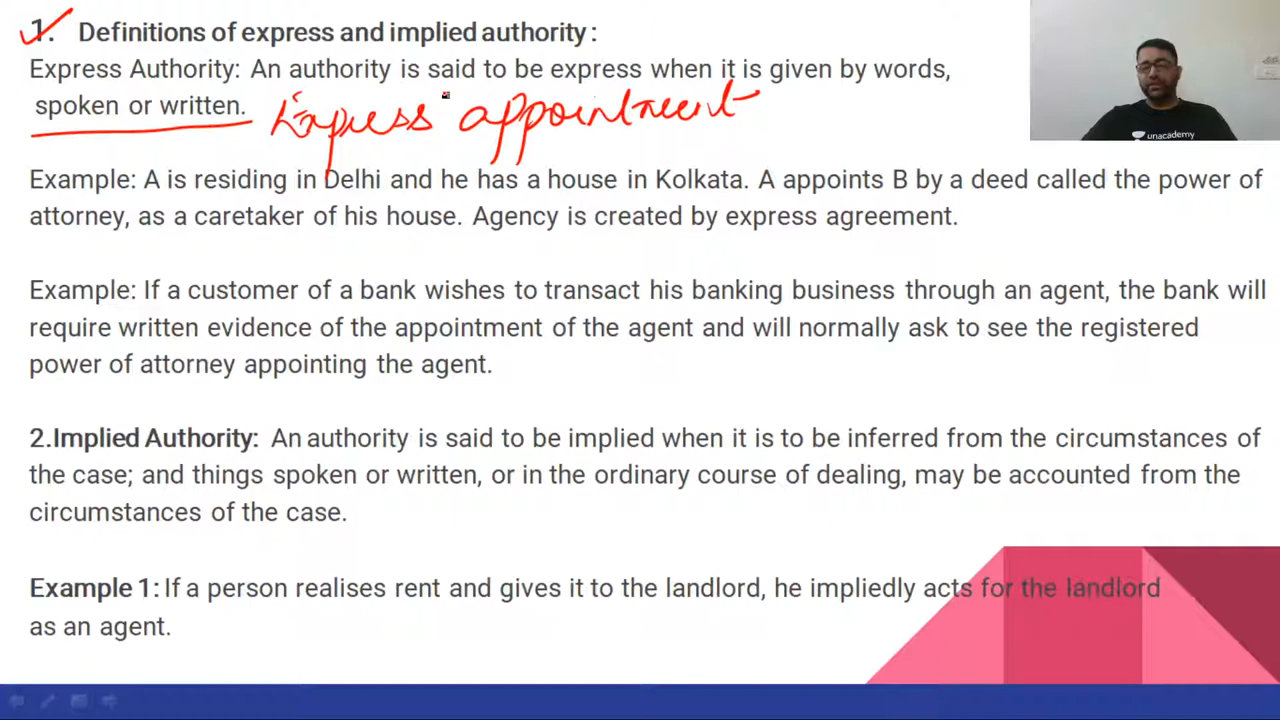 1. Definitions of express and implied authority :
Express Authority: An authority is said to be express when it is given by words,
spoken or written. Express appointment
Example: A is residing in Delhi and he has a house in Kolkata. A appoints B by a deed called the power of
attorney, as a caretaker of his house. Agency is created by express agreement.
Example: If a customer of a bank wishes to transact his banking business through an agent, the bank will
require written evidence of the appointment of the agent and will normally ask to see the registered
power of attorney appointing the agent.
2.Implied Authority: An authority is said to be implied when it is to be inferred from the circumstances of
the case; and things spoken or written, or in the ordinary course of dealing, may be accounted from the
circumstances of the case.
Example 1: If a person realises rent and gives it to the landlord, he impliedly acts for the landlord
as an agent.
unacademy